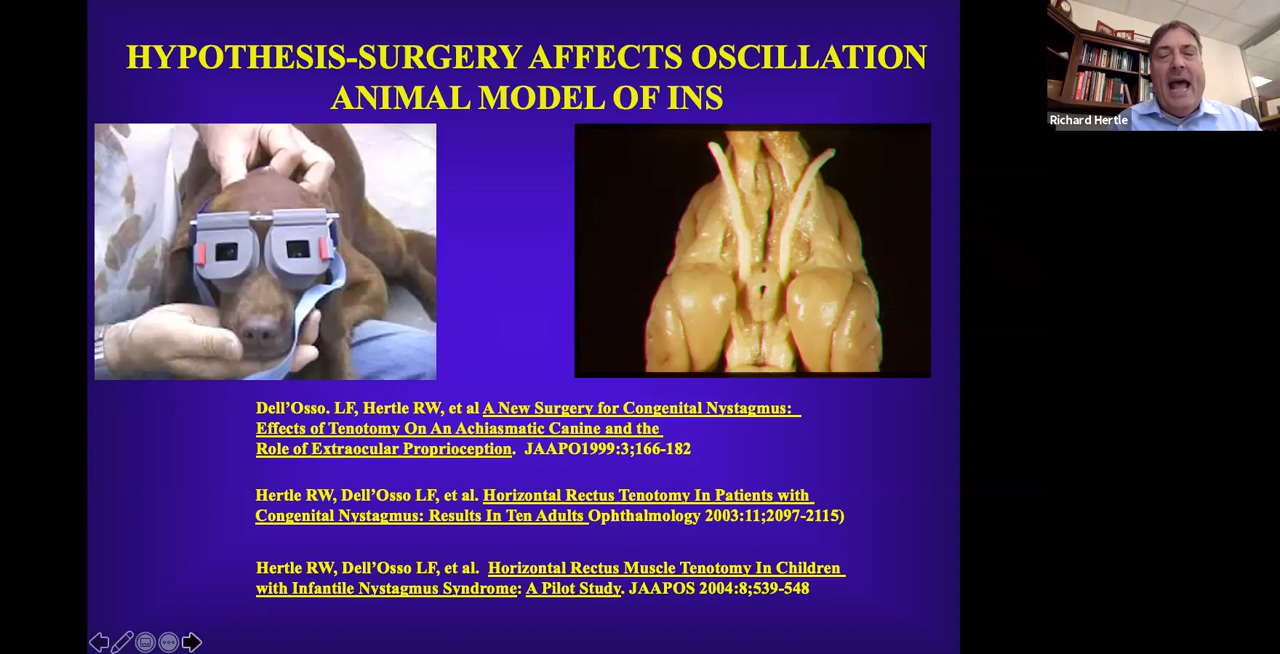 HYPOTHESIS-SURGERY AFFECTS OSCILLATION
ANIMAL MODEL OF INS
Richard Hertle
Dell’Osso. LF, Hertle RW, et al A New Surgery for Congenital Nystagmus:
Effects of Tenotomy On An Achiasmatic Canine and the
Role of Extraocular Proprioception. JAAPO1999:3;166-182
Hertle RW, Dell’Osso LF, et al. Horizontal Rectus Tenotomy In Patients with
Congenital Nystagmus: Results In Ten Adults Ophthalmology 2003:11;2097-2115)
Hertle RW, Dell’Osso LF, et al. Horizontal Rectus Muscle Tenotomy In Children
with Infantile Nystagmus Syndrome: A Pilot Study. JAAPOS 2004:8;539-548